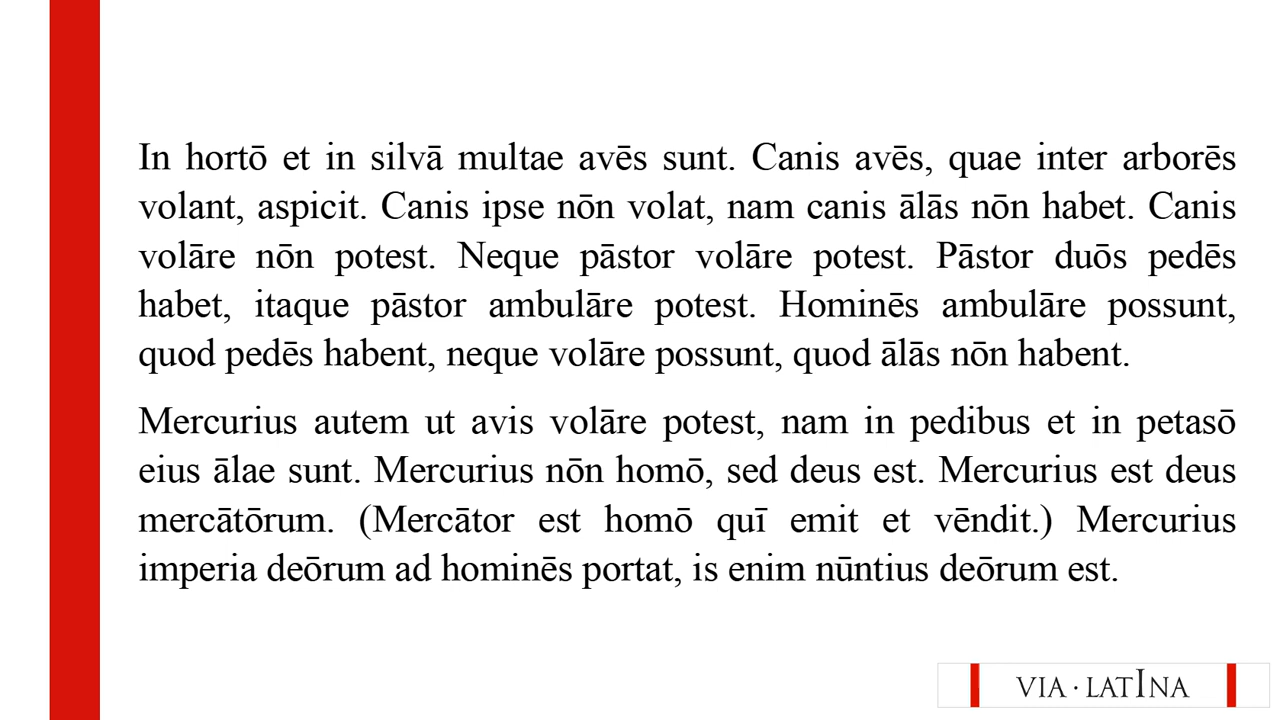 In hortō et in silvā multae avēs sunt. Canis avēs, quae inter arborēs
volant, aspicit. Canis ipse nōn volat, nam canis ālās nōn habet. Canis
volāre nōn potest. Neque pāstor volāre potest. Pāstor duōs pedēs
habet, itaque pāstor ambulāre potest. Hominēs ambulāre possunt,
quod pedēs habent, neque volāre possunt, quod ālās nōn habent.
Mercurius autem ut avis volāre potest, nam in pedibus et in petasō
eius ālae sunt. Mercurius nōn homō, sed deus est. Mercurius est deus
mercātōrum. (Mercātor est homō quī emit et vēndit.) Mercurius
imperia deōrum ad hominēs portat, is enim nūntius deōrum est.
VIA · LATINA